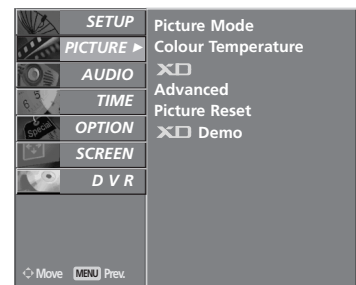 SETUP
PICTURE ►
AUDIO
TIME
OPTION
SCREEN
D V R
Move MENU Prev.
Picture Mode
Colour Temperature
XD
Advanced
Picture Reset
XD Demo
Special